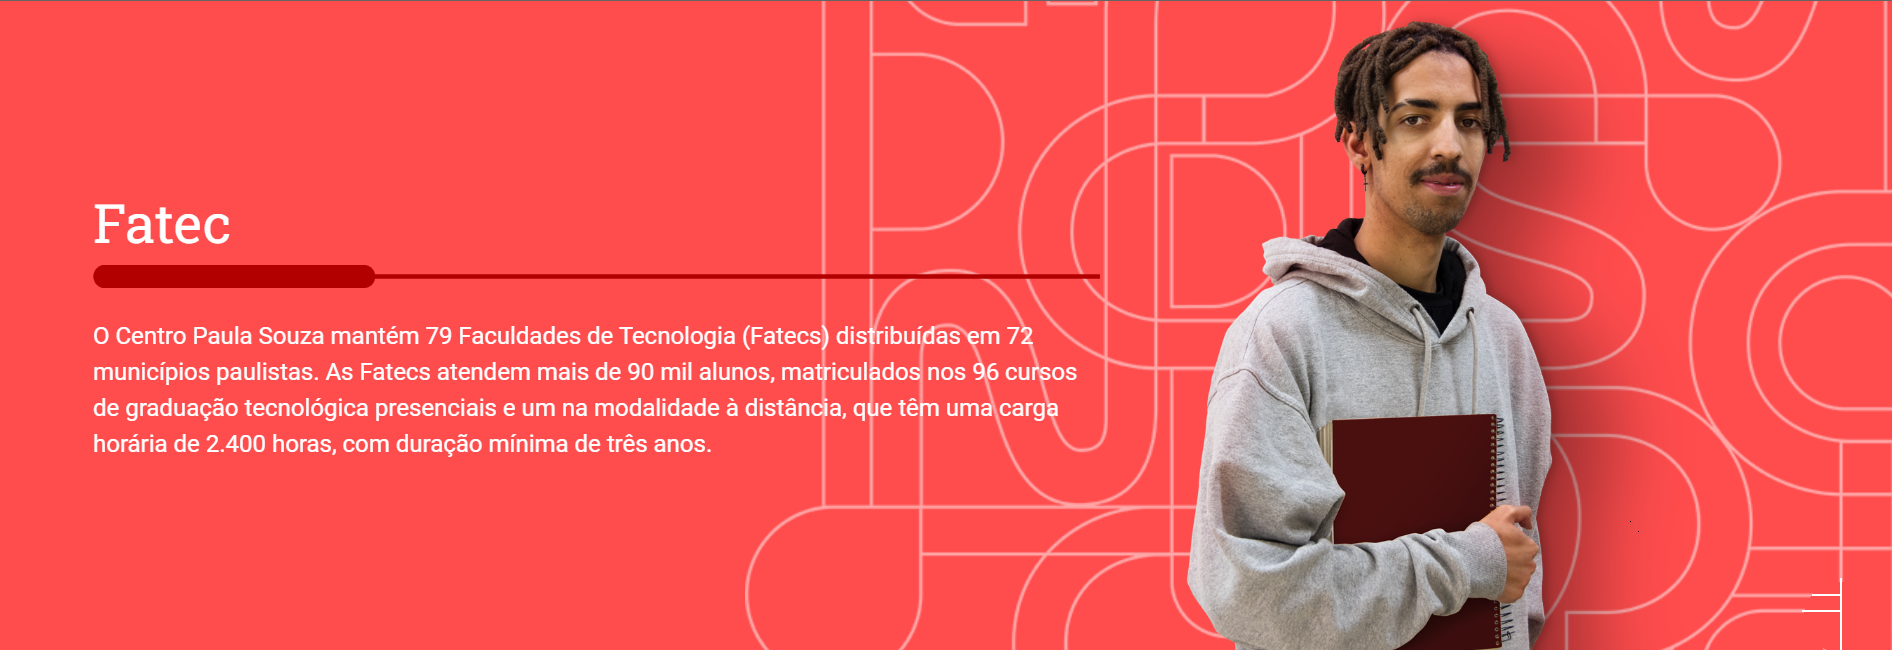 Fatec
O Centro Paula Souza mantém 79 Faculdades de Tecnologia (Fatecs) distribuídas em 72
municípios paulistas. As Fatecs atendem mais de 90 mil alunos, matriculados nos 96 cursos
de graduação tecnológica presenciais e um na modalidade à distância, que têm uma carga
horária de 2.400 horas, com duração mínima de três anos.